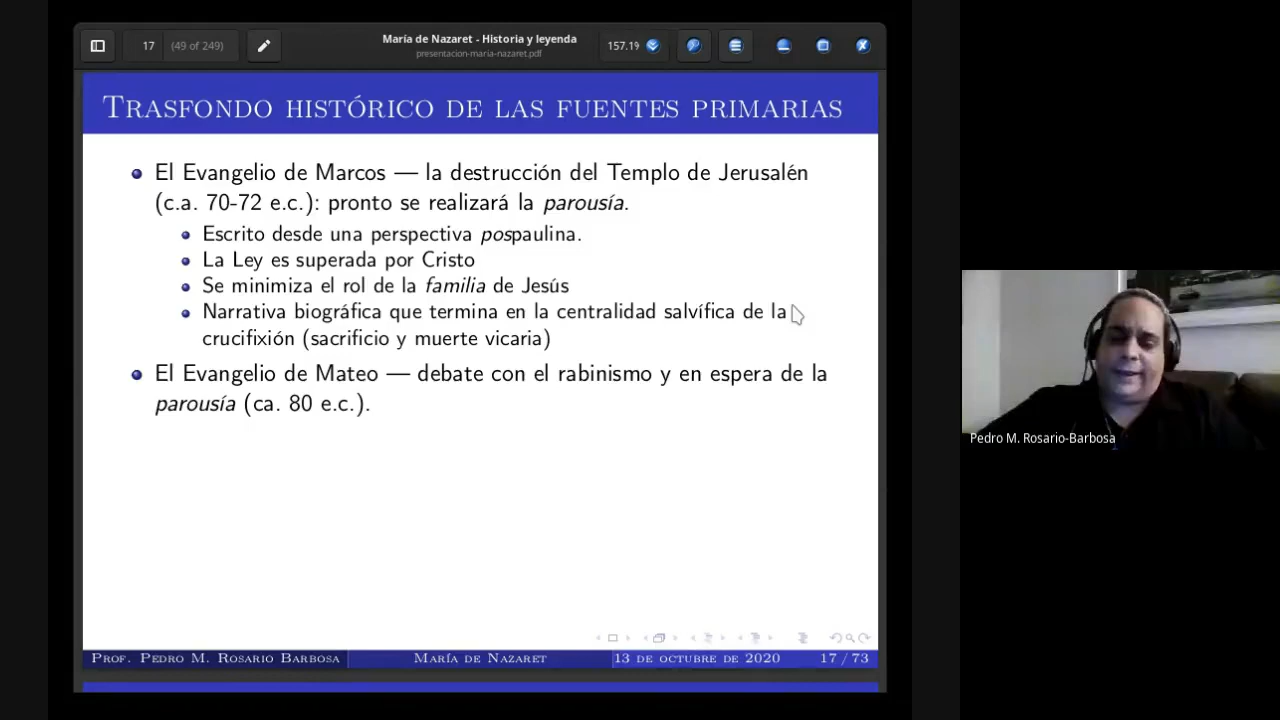 17 (49 of 249)
María de Nazaret - Historia y leyenda
presentacion-maria-nazaret.pdf
157.19
Trasfondo histórico de las fuentes primarias
El Evangelio de Marcos — la destrucción del Templo de Jerusalén
(c.a. 70-72 e.c.): pronto se realizará la parousía.
Escrito desde una perspectiva pospaulina.
La Ley es superada por Cristo
Se minimiza el rol de la familia de Jesús
Narrativa biográfica que termina en la centralidad salvífica de la
crucifixión (sacrificio y muerte vicaria)
El Evangelio de Mateo — debate con el rabinismo y en espera de la
parousía (ca. 80 e.c.).
Prof. Pedro M. Rosario Barbosa María de Nazaret 13 de octubre de 2020 17 / 73
Pedro M. Rosario-Barbosa